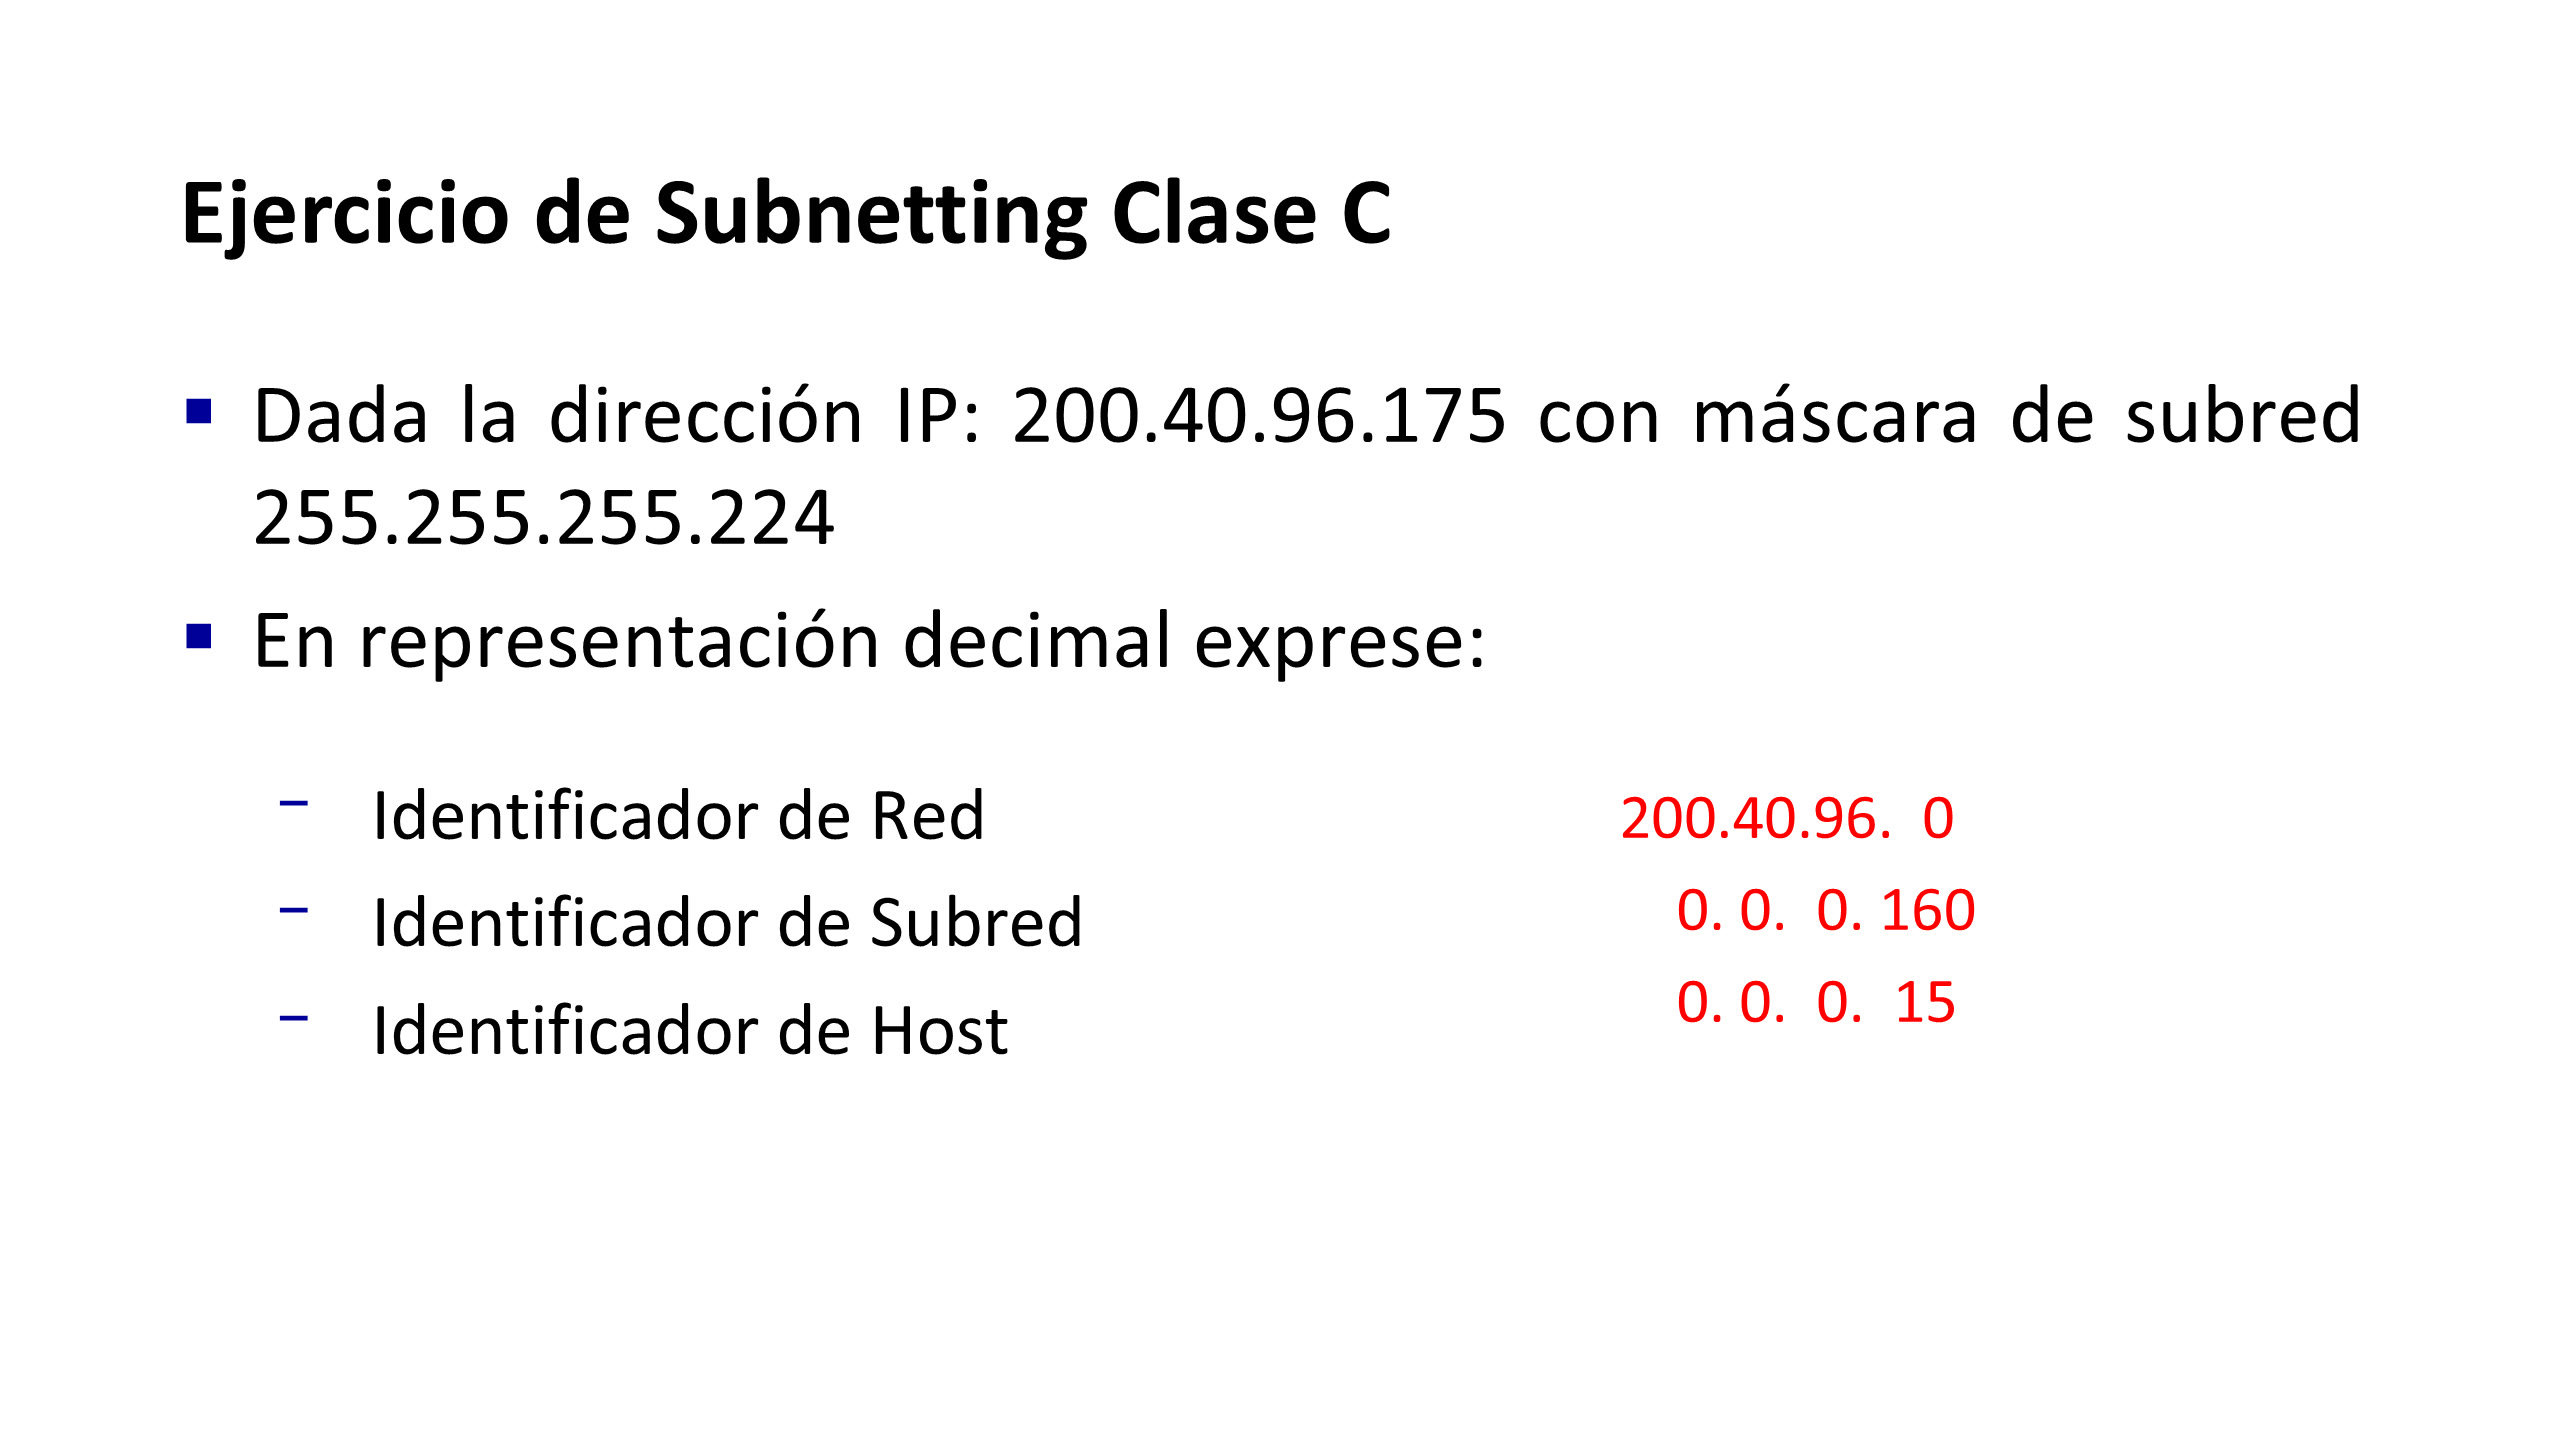 Ejercicio de Subnetting Clase C
▪ Dada la dirección IP: 200.40.96.175 con máscara de subred
255.255.255.224
▪ En representación decimal exprese:
– Identificador de Red 200.40.96. 0
– Identificador de Subred 0. 0. 0. 160
– Identificador de Host 0. 0. 0. 15